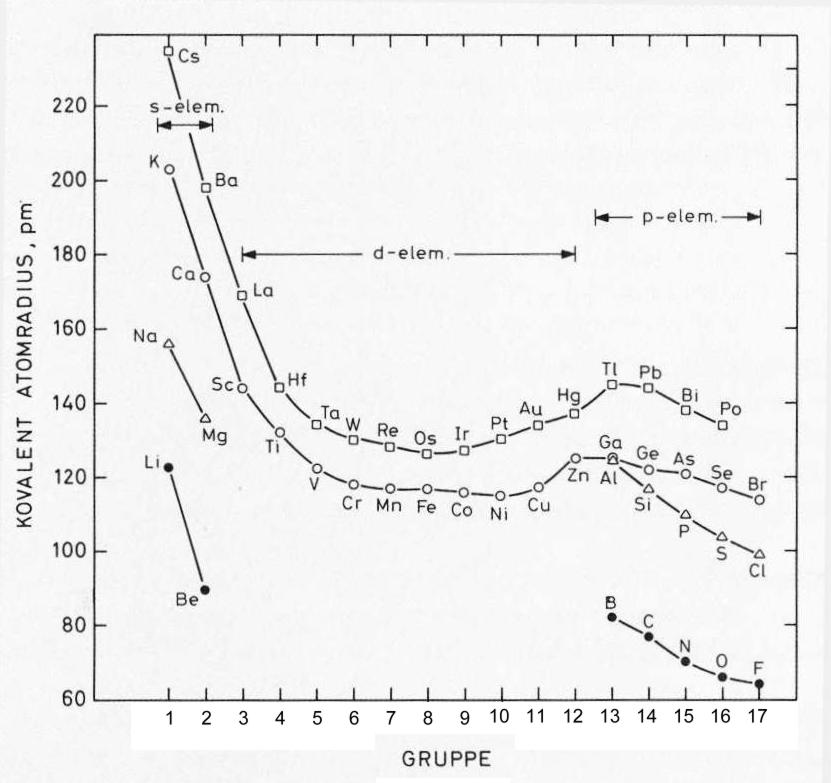 Cs
s-elem.
220
K
200
Ba
p-elem.
180
Ca
d-elem.
La
160
Na
Tl
Pb
Sc
Hf
Hg
Bi
140
Ta
W
Re
Os
Ir
Pt
Au
Po
Mg
Ti
Ga
Ge
As
Li
V
Zn
Al
Se
Br
120
Cr
Mn
Fe
Co
Ni
Cu
Si
P
S
100
Cl
Be
B
80
C
N
O
F
60
1 2 3 4 5 6 7 8 9 10 11 12 13 14 15 16 17
GRUPPE
KOVALENT ATOMRADIUS, pm